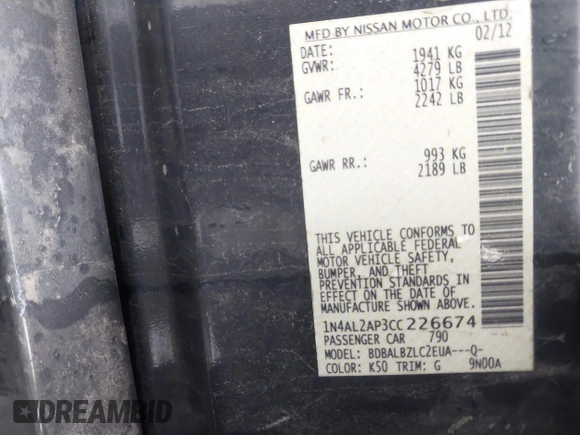 MFD BY NISSAN MOTOR CO., LTD.
DATE: 02/12
GVWR: 1941 KG
4279 LB
GAWR FR.: 1017 KG
2242 LB
GAWR RR.: 993 KG
2189 LB
THIS VEHICLE CONFORMS TO
ALL APPLICABLE FEDERAL
MOTOR VEHICLE SAFETY,
BUMPER, AND THEFT
PREVENTION STANDARDS IN
EFFECT ON THE DATE OF
MANUFACTURE SHOWN ABOVE.
1N4AL2AP3CC226674
PASSENGER CAR 790
MODEL: BDBALBZLC2EUA---Q-
COLOR: K50 TRIM: G 9N00A
DREAMBID